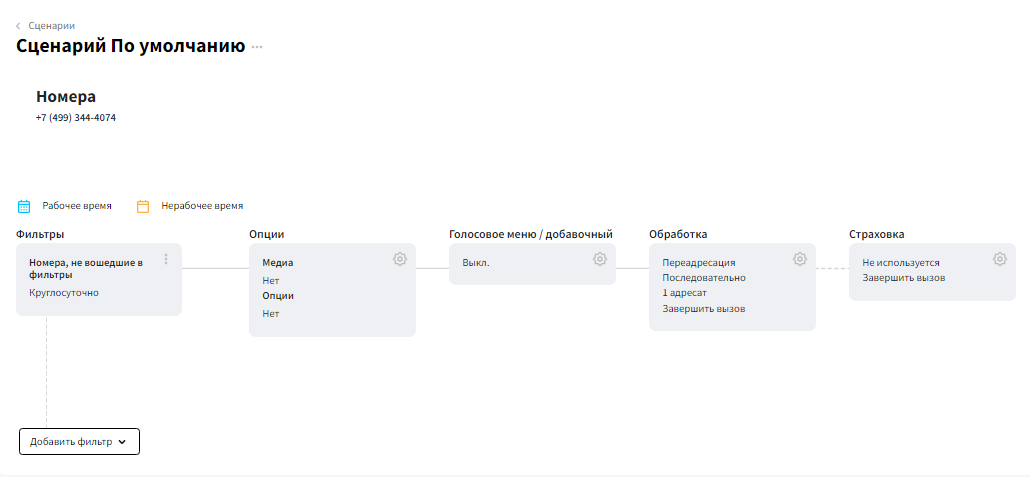 Сценарии
Сценарий По умолчанию
Номера
+7 (499) 344-4074
Рабочее время
Нерабочее время
Фильтры
Номера, не вошедшие в
фильтры
Круглосуточно
Опции
Медиа
Нет
Опции
Нет
Голосовое меню / добавочный
Выкл.
Обработка
Переадресация
Последовательно
1 адресат
Завершить вызов
Страховка
Не используется
Завершить вызов
Добавить фильтр